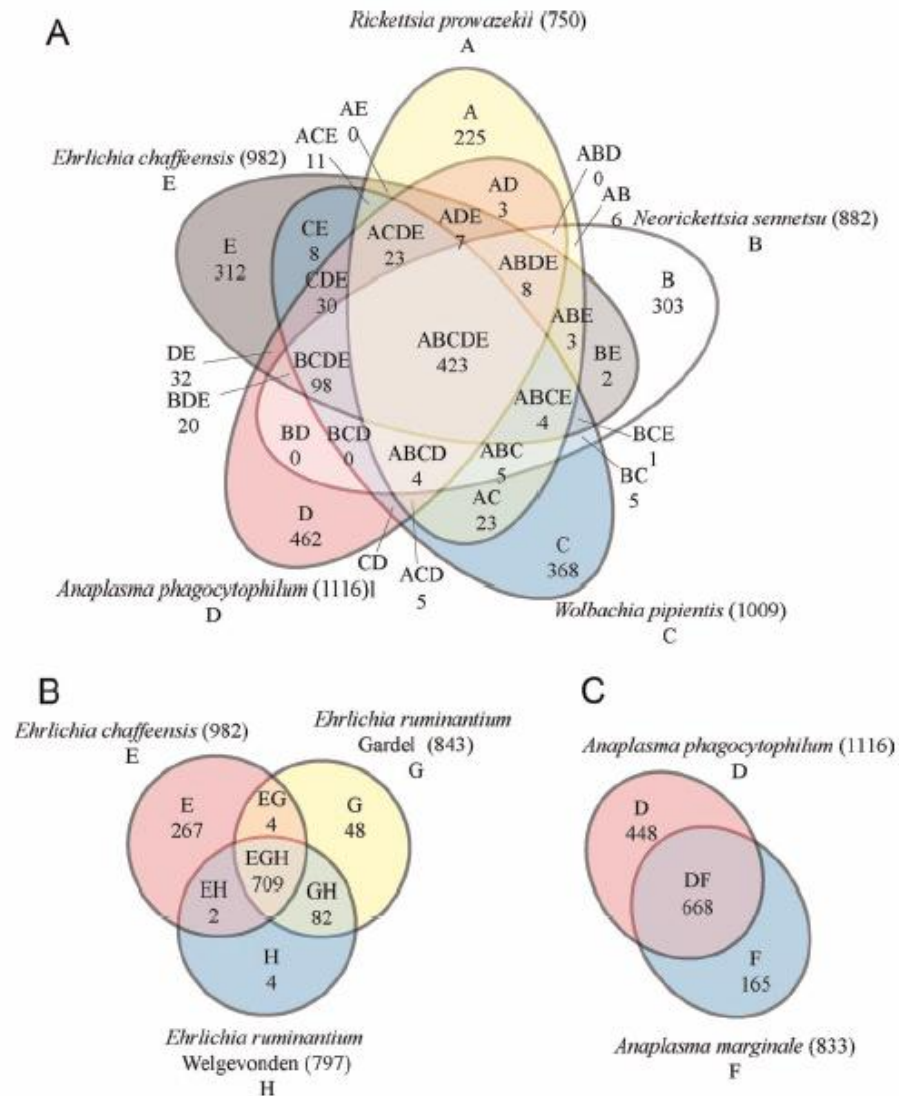 A
Rickettsia prowazekii (750)
A
A
225
AE
0
ACE
11
Ehrlichia chaffeensis (982)
E
ABD
0
AB
6
Neorickettsia sennetsu (882)
B
AD
3
ADE
7
CE
8
ACDE
23
E
312
CDE
30
ABDE
8
B
303
ABE
3
BE
2
ABCDE
423
DE
32
BCDE
98
BDE
20
ABCE
4
BCE
1
BD
0
BCD
0
ABCD
4
ABC
5
BC
5
AC
23
D
462
CD
ACD
5
C
368
Anaplasma phagocytophilum (1116)1
D
Wolbachia pipientis (1009)
C
B
Ehrlichia chaffeensis (982)
E
Ehrlichia ruminantium
Gardel (843)
G
E
267
EG
4
G
48
EGH
709
EH
2
GH
82
H
4
Ehrlichia ruminantium
Welgevonden (797)
H
C
Anaplasma phagocytophilum (1116)
D
D
448
DF
668
F
165
Anaplasma marginale (833)
F